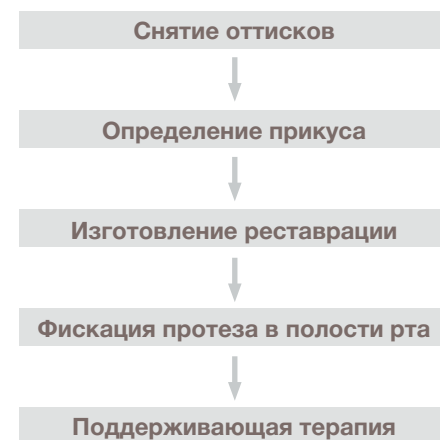 Снятие оттисков
Определение прикуса
Изготовление реставрации
Фискация протеза в полости рта
Поддерживающая терапия